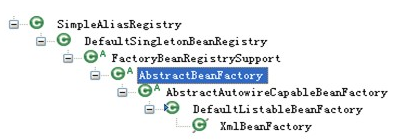 SimpleAliasRegistry
DefaultSingletonBeanRegistry
FactoryBeanRegistrySupport
AbstractBeanFactory
AbstractAutowireCapableBeanFactory
DefaultListableBeanFactory
XmlBeanFactory